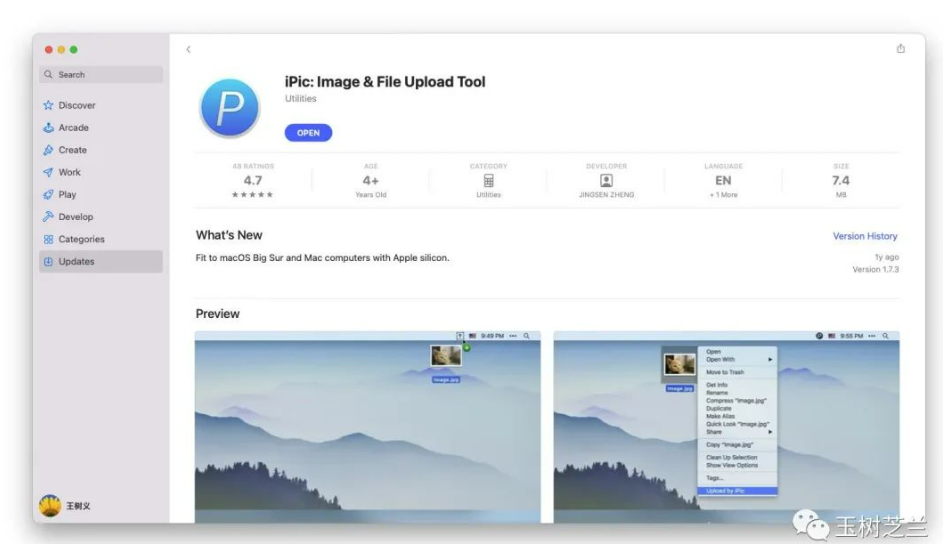 Search
Discover
Arcade
Create
Work
Play
Develop
Categories
Updates
王树义
iPic: Image & File Upload Tool
Utilities
OPEN
48 RATINGS
4.7
★★★★★
AGE
4+
Years Old
CATEGORY
Utilities
DEVELOPER
JINGSEN ZHENG
LANGUAGE
EN
+ 1 More
SIZE
7.4
MB
What's New
Version History
Fit to macOS Big Sur and Mac computers with Apple silicon.
1y ago
Version 1.7.3
Preview
9:49 PM
image.jpg
9:55 PM
image.jpg
Open
Open With
Move to Trash
Get Info
Rename
Compress "image.jpg"
Duplicate
Make Alias
Quick Look "image.jpg"
Share
Copy "image.jpg"
Clean Up Selection
Show View Options
Tags...
Upload by iPic
玉树芝兰